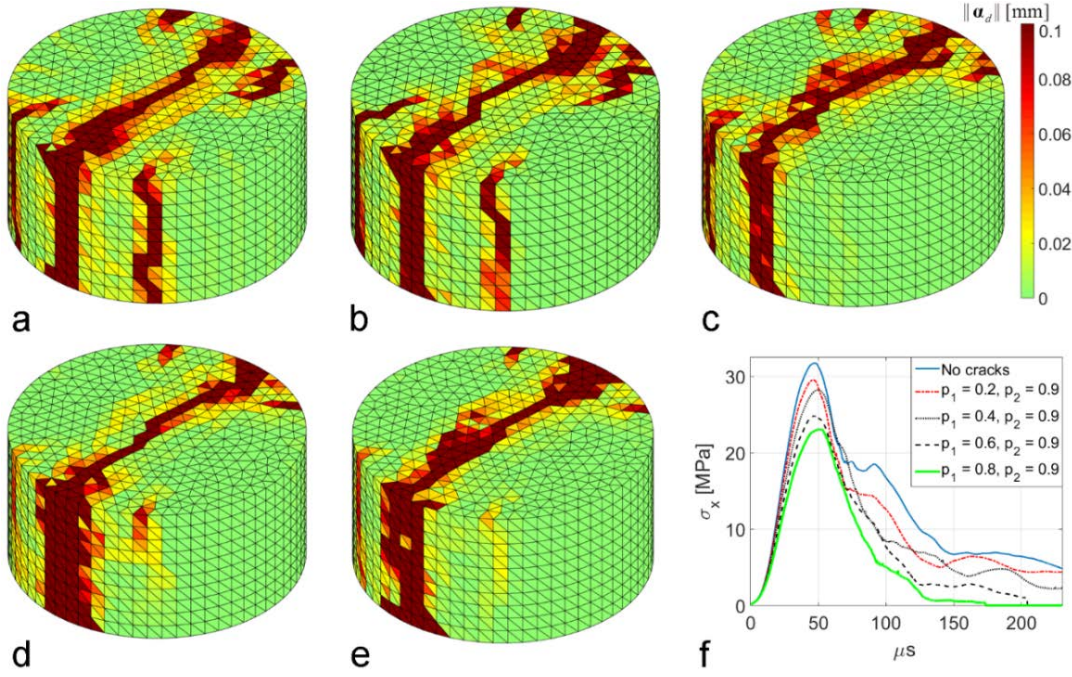 ‖α_d‖ [mm]
0.1
0.08
0.06
0.04
0.02
0
a
b
c
d
e
f
30
20
10
0
σ_x [MPa]
No cracks
p_1 = 0.2, p_2 = 0.9
p_1 = 0.4, p_2 = 0.9
p_1 = 0.6, p_2 = 0.9
p_1 = 0.8, p_2 = 0.9
0 50 100 150 200
μs